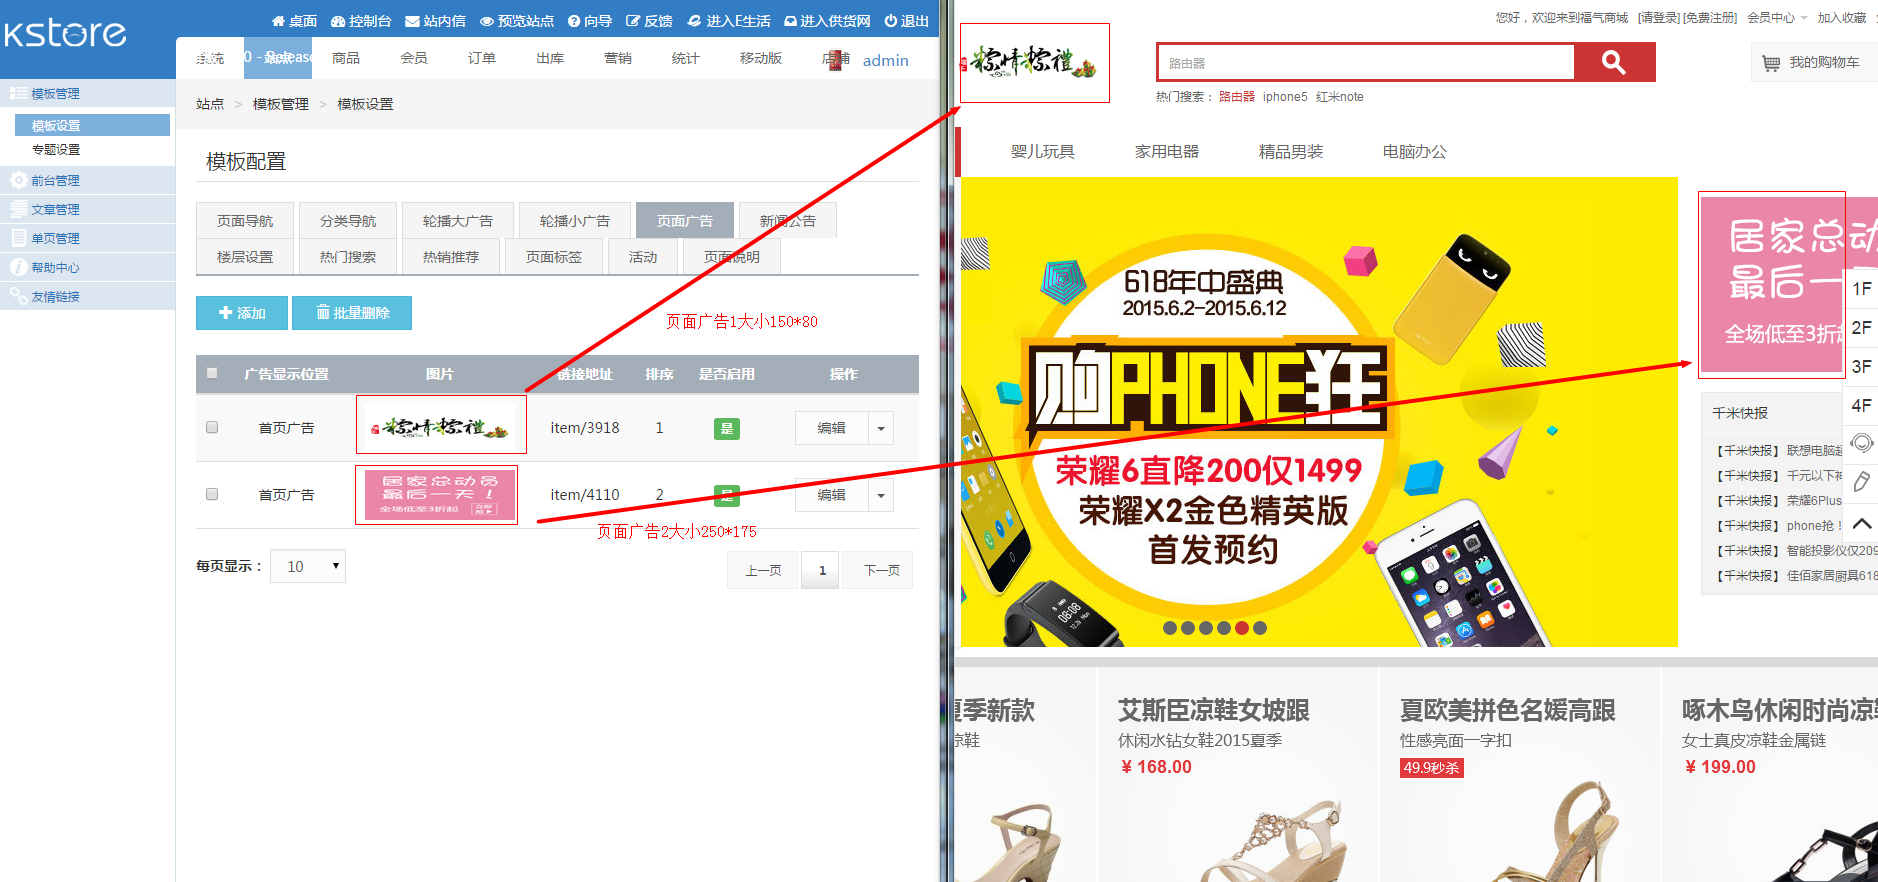 kstore
桌面 控制台 站内信 预览站点 向导 反馈 进入E生活 进入供货网 退出
系统 站点 商品 会员 订单 出库 营销 统计 移动版 店铺 admin
模板管理
模板设置
专题设置
前台管理
文章管理
单页管理
帮助中心
友情链接
站点 > 模板管理 > 模板设置
模板配置
页面导航 分类导航 轮播大广告 轮播小广告 页面广告 新闻公告
楼层设置 热门搜索 热销推荐 页面标签 活动 页面说明
添加 批量删除
页面广告1大小150*80
广告显示位置 图片 链接地址 排序 是否启用 操作
首页广告 粽情粽禮 item/3918 1 是 编辑
首页广告 居家总动员 最后一天！ 全场低至3折起 item/4110 2 是 编辑
页面广告2大小250*175
每页显示： 10 上一页 1 下一页
您好，欢迎来到福气商城 [请登录] [免费注册] 会员中心 加入收藏
粽情粽禮
路由器
我的购物车
热门搜索： 路由器 iphone5 红米note
婴儿玩具 家用电器 精品男装 电脑办公
618年中盛典
2015.6.2-2015.6.12
购PHONE狂
荣耀6直降200仅1499
荣耀X2金色精英版
首发预约
居家总动
最后一
全场低至3折起
1F
2F
3F
4F
千米快报
【千米快报】 联想电脑超
【千米快报】 千元以下神
【千米快报】 荣耀6Plus
【千米快报】 phone抢！
【千米快报】 智能投影仪仅209
【千米快报】 佳佰家居厨具618
夏季新款
凉鞋
艾斯臣凉鞋女坡跟
休闲水钻女鞋2015夏季
¥ 168.00
夏欧美拼色名媛高跟
性感亮面一字扣
49.9秒杀
啄木鸟休闲时尚凉鞋
女士真皮凉鞋金属链
¥ 199.00